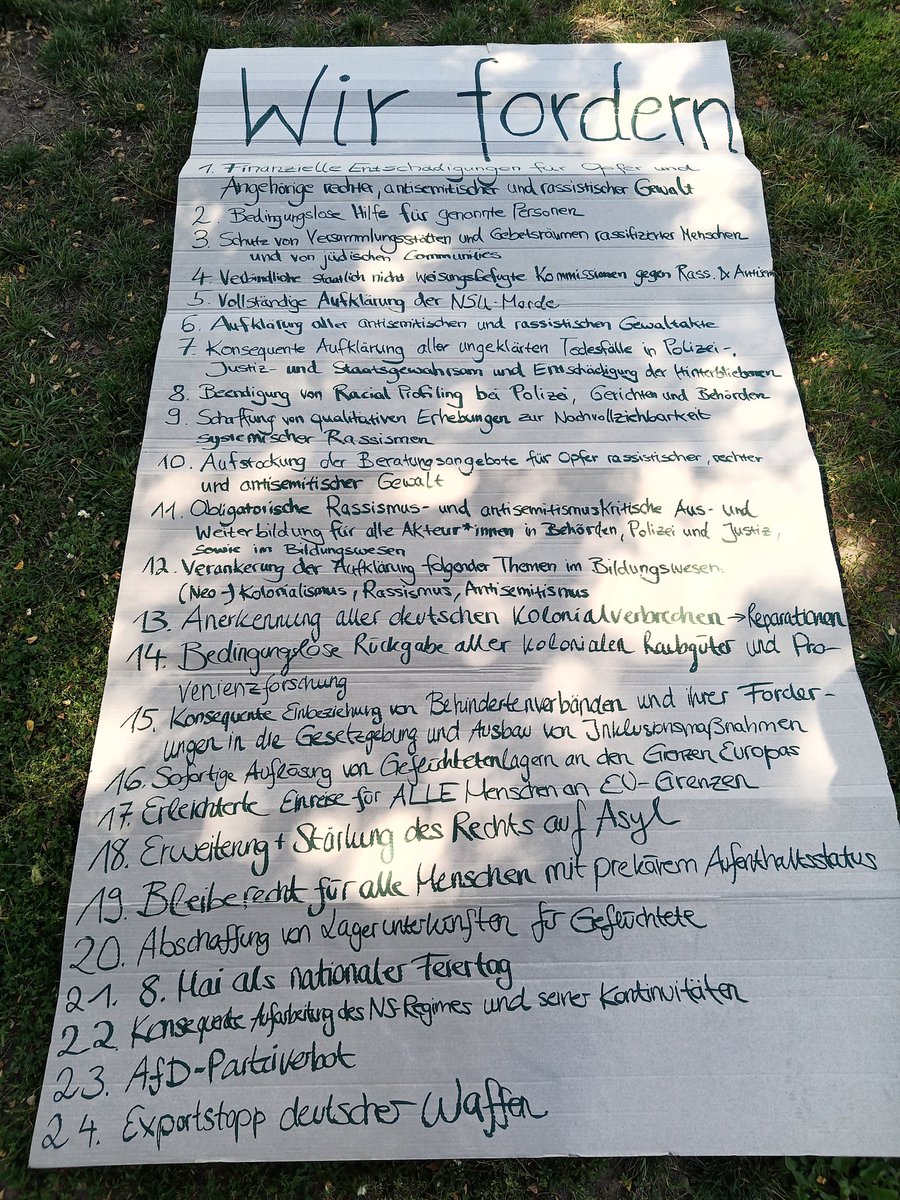 Wir fordern
1. Finanzielle Entschädigungen für Opfer und
Angehörige rechter, antisemitischer und rassistischer Gewalt
2. Bedingungslose Hilfe für genannte Personen
3. Schutz von Versammlungsstätten und Gebetsräumen rassifizierter Menschen
und von jüdischen Communities
4. Verbindliche staatlich nicht weisungsbefugte Kommissionen gegen Rass. & Antisem
5. Vollständige Aufklärung der NSU-Morde
6. Aufklärung aller antisemitischen und rassistischen Gewaltakte
7. Konsequente Aufklärung aller ungeklärten Todesfälle in Polizei-,
Justiz- und Staatsgewahrsam und Entschädigung der Hinterbliebenen
8. Beendigung von Racial Profiling bei Polizei, Gerichten und Behörden
9. Schaffung von qualitativen Erhebungen zur Nachvollziehbarkeit
systemischer Rassismen
10. Aufstockung der Beratungsangebote für Opfer rassistischer, rechter
und antisemitischer Gewalt
11. Obligatorische Rassismus- und antisemitismuskritische Aus- und
Weiterbildung für alle Akteur*innen in Behörden, Polizei und Justiz,
sowie im Bildungswesen
12. Verankerung der Aufklärung folgender Themen im Bildungswesen:
(Neo-) Kolonialismus, Rassismus, Antisemitismus
13. Anerkennung aller deutschen Kolonialverbrechen → Reparationen
14. Bedingungslose Rückgabe aller kolonialen Raubgüter und Pro-
venienzforschung
15. Konsequente Einbeziehung von Behindertenverbänden und ihrer Forder-
ungen in die Gesetzgebung und Ausbau von Inklusionsmaßnahmen
16. Sofortige Auflösung von Geflüchtetenlagern an den Grenzen Europas
17. Erleichterte Einreise für ALLE Menschen an EU-Grenzen
18. Erweiterung + Stärkung des Rechts auf Asyl
19. Bleiberecht für alle Menschen mit prekärem Aufenthaltsstatus
20. Abschaffung von Lagerunterkünften für Geflüchtete
21. 8. Mai als nationaler Feiertag
22. Konsequente Aufarbeitung des NS-Regimes und seiner Kontinuitäten
23. AfD-Parteiverbot
24. Exportstopp deutscher Waffen